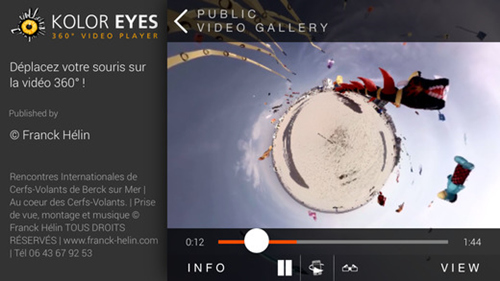 KOLOR EYES
360° VIDEO PLAYER
Déplacez votre souris sur
la vidéo 360° !
Published by
© Franck Hélin
Rencontres Internationales de
Cerfs-Volants de Berck sur Mer |
Au coeur des Cerfs-Volants. | Prise
de vue, montage et musique ©
Franck Hélin TOUS DROITS
RÉSERVÉS | www.franck-helin.com
| Tél 06 43 67 92 53
PUBLIC
VIDEO GALLERY
0:12
1:44
INFO
VIEW